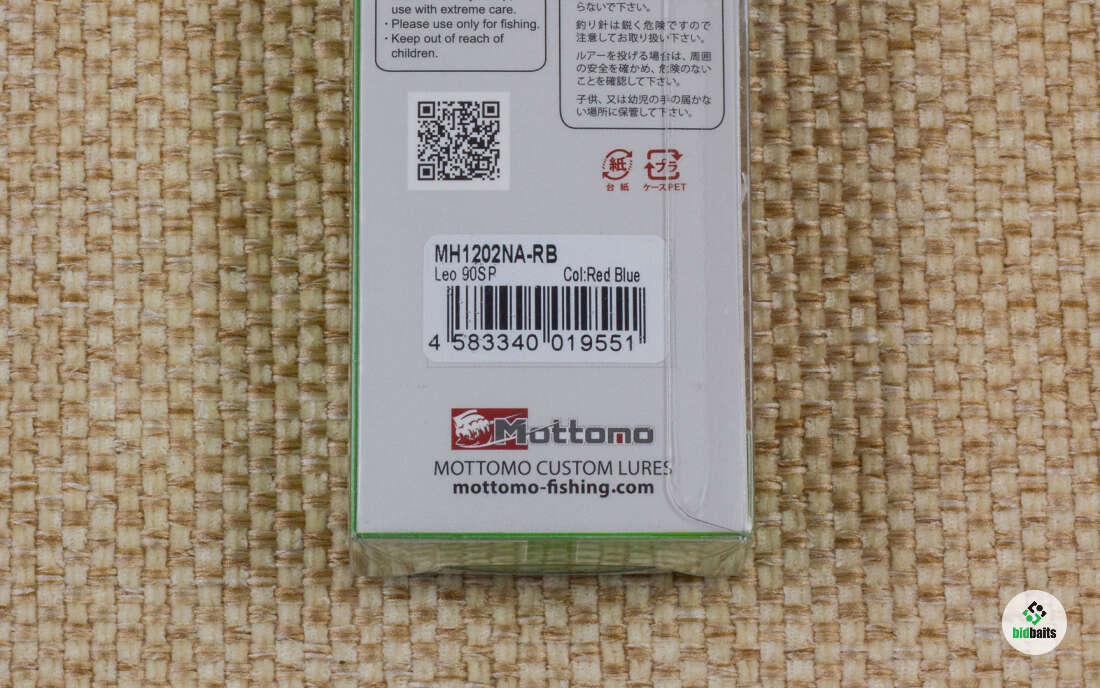 use with extreme care.
・Please use only for fishing.
・Keep out of reach of
children.
らないで下さい。
釣り針は鋭く危険ですので
注意してお取り扱い下さい。
ルアーを投げる場合は、周囲
の安全を確かめ、危険のない
ことを確認して下さい。
子供、又は幼児の手の届かな
い場所に保管して下さい。
紙
台紙
プラ
ケースPET
MH1202NA-RB
Leo 90SP Col:Red Blue
4 583340 019551
Mottomo
MOTTOMO CUSTOM LURES
mottomo-fishing.com
bidbaits